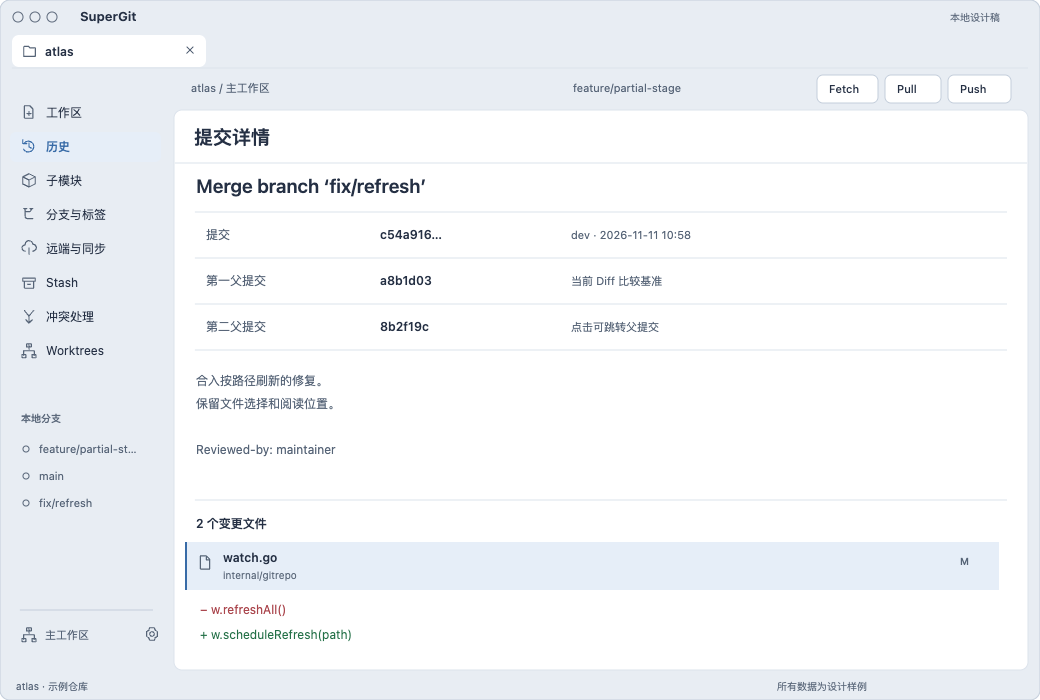 SuperGit
本地设计稿
atlas ×
atlas / 主工作区
feature/partial-stage
Fetch
Pull
Push
工作区
历史
子模块
分支与标签
远端与同步
Stash
冲突处理
Worktrees
本地分支
feature/partial-st...
main
fix/refresh
主工作区
提交详情
Merge branch ‘fix/refresh’
提交 c54a916... dev · 2026-11-11 10:58
第一父提交 a8b1d03 当前 Diff 比较基准
第二父提交 8b2f19c 点击可跳转父提交
合入按路径刷新的修复。
保留文件选择和阅读位置。
Reviewed-by: maintainer
2 个变更文件
watch.go M
internal/gitrepo
− w.refreshAll()
+ w.scheduleRefresh(path)
atlas · 示例仓库
所有数据为设计样例